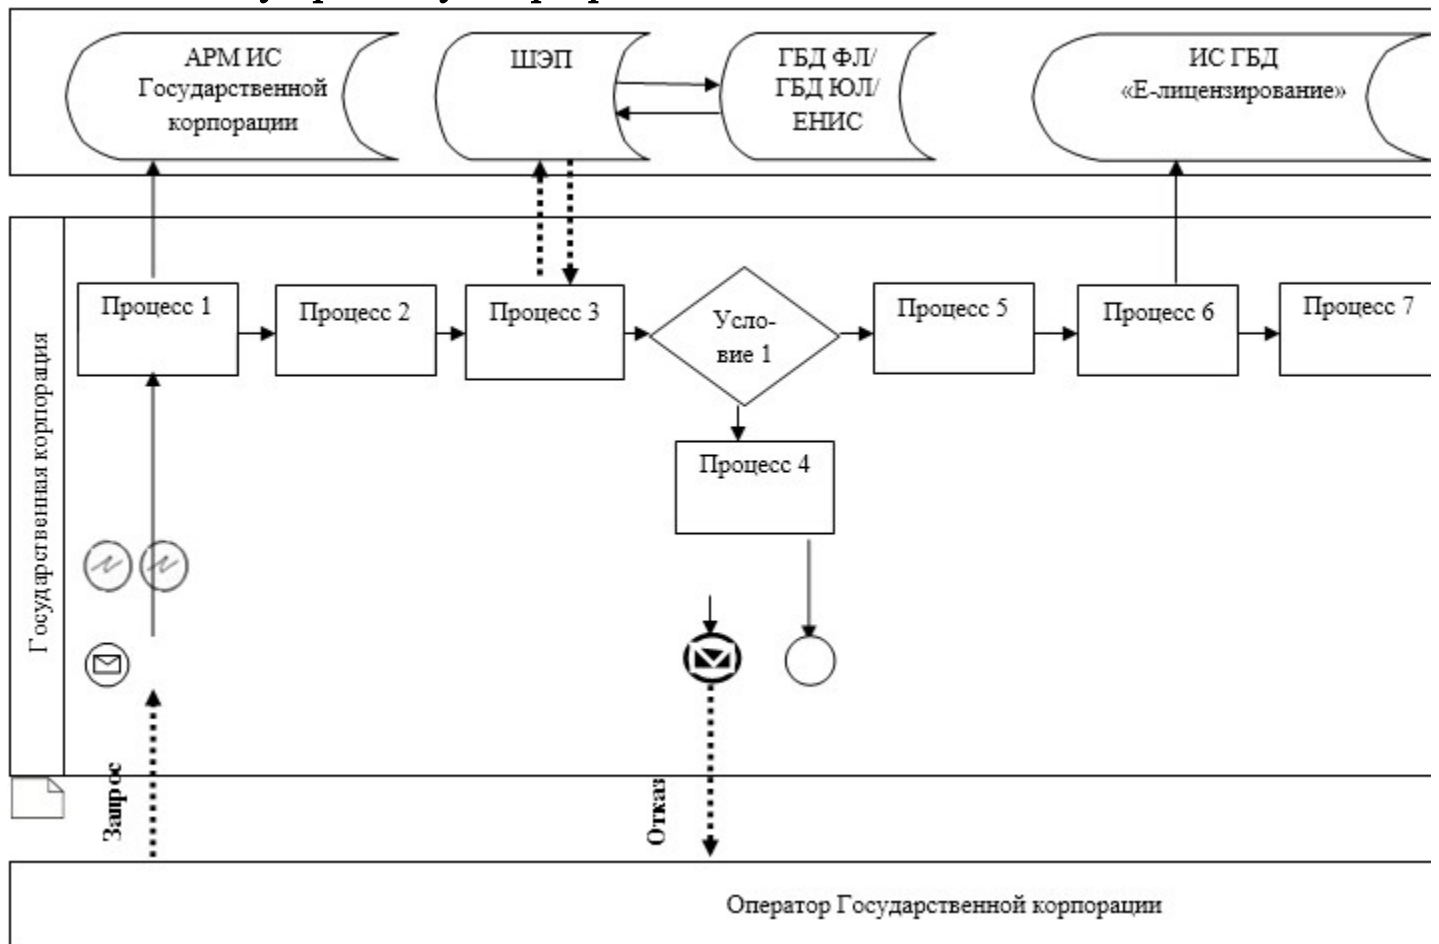 АРМ ИС
Государственной
корпорации
ШЭП
ГБД ФЛ/
ГБД ЮЛ/
ЕНИС
ИС ГБД
«Е-лицензирование»
Государственная корпорация
Процесс 1
Процесс 2
Процесс 3
Усло-
вие 1
Процесс 5
Процесс 6
Процесс 7
Процесс 4
Запрос
Отказ
Оператор Государственной корпорации